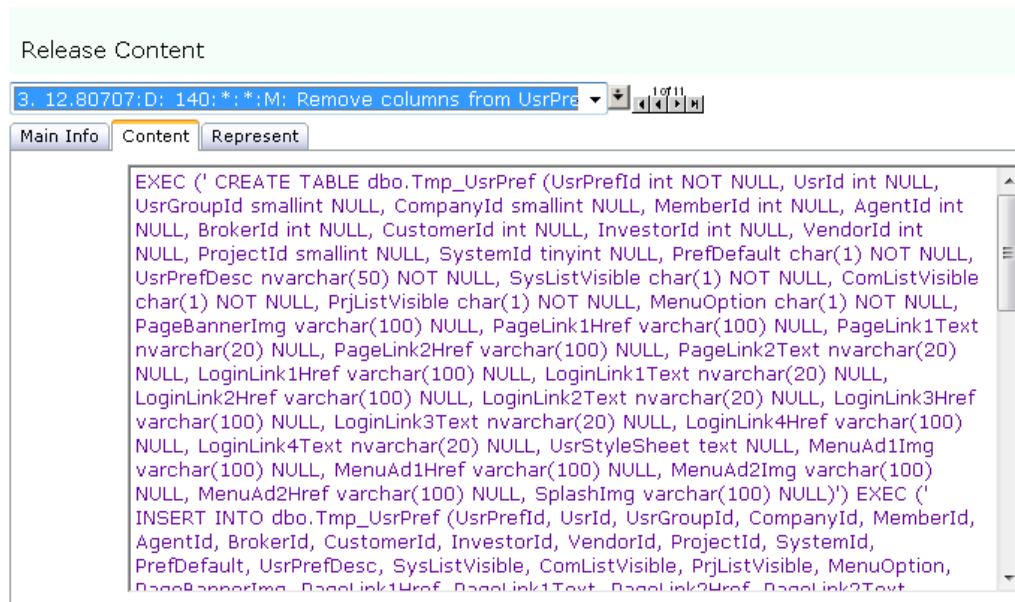 Release Content
3. 12.80707:D: 140:*:*:M: Remove columns from UsrPre
1 of 11
Main Info Content Represent
EXEC (' CREATE TABLE dbo.Tmp_UsrPref (UsrPrefId int NOT NULL, UsrId int NULL,
UsrGroupId smallint NULL, CompanyId smallint NULL, MemberId int NULL, AgentId int
NULL, BrokerId int NULL, CustomerId int NULL, InvestorId int NULL, VendorId int
NULL, ProjectId smallint NULL, SystemId tinyint NULL, PrefDefault char(1) NOT NULL,
UsrPrefDesc nvarchar(50) NOT NULL, SysListVisible char(1) NOT NULL, ComListVisible
char(1) NOT NULL, PrjListVisible char(1) NOT NULL, MenuOption char(1) NOT NULL,
PageBannerImg varchar(100) NULL, PageLink1Href varchar(100) NULL, PageLink1Text
nvarchar(20) NULL, PageLink2Href varchar(100) NULL, PageLink2Text nvarchar(20)
NULL, LoginLink1Href varchar(100) NULL, LoginLink1Text nvarchar(20) NULL,
LoginLink2Href varchar(100) NULL, LoginLink2Text nvarchar(20) NULL, LoginLink3Href
varchar(100) NULL, LoginLink3Text nvarchar(20) NULL, LoginLink4Href varchar(100)
NULL, LoginLink4Text nvarchar(20) NULL, UsrStyleSheet text NULL, MenuAd1Img
varchar(100) NULL, MenuAd1Href varchar(100) NULL, MenuAd2Img varchar(100)
NULL, MenuAd2Href varchar(100) NULL, SplashImg varchar(100) NULL)') EXEC ('
INSERT INTO dbo.Tmp_UsrPref (UsrPrefId, UsrId, UsrGroupId, CompanyId, MemberId,
AgentId, BrokerId, CustomerId, InvestorId, VendorId, ProjectId, SystemId,
PrefDefault, UsrPrefDesc, SysListVisible, ComListVisible, PrjListVisible, MenuOption,
PageBannerImg, PageLink1Href, PageLink1Text, PageLink2Href, PageLink2Text,